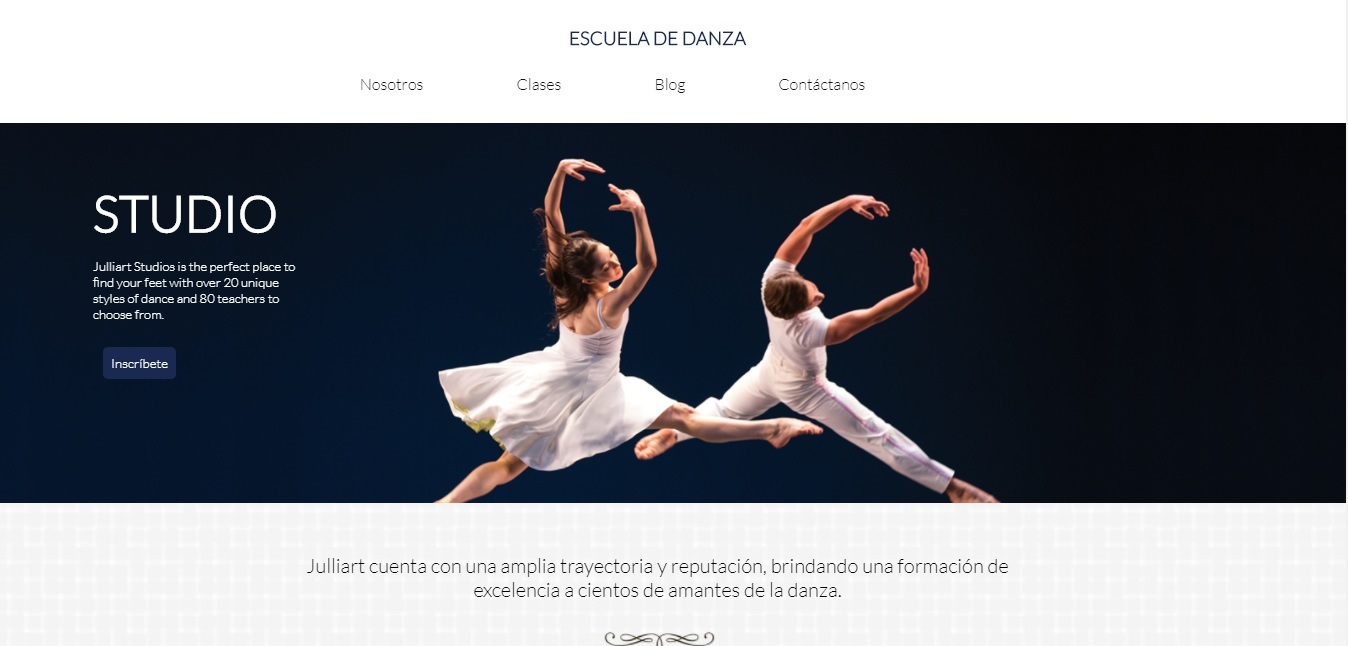 ESCUELA DE DANZA
Nosotros Clases Blog Contáctanos
STUDIO
Julliart Studios is the perfect place to
find your feet with over 20 unique
styles of dance and 80 teachers to
choose from.
Inscríbete
Julliart cuenta con una amplia trayectoria y reputación, brindando una formación de
excelencia a cientos de amantes de la danza.